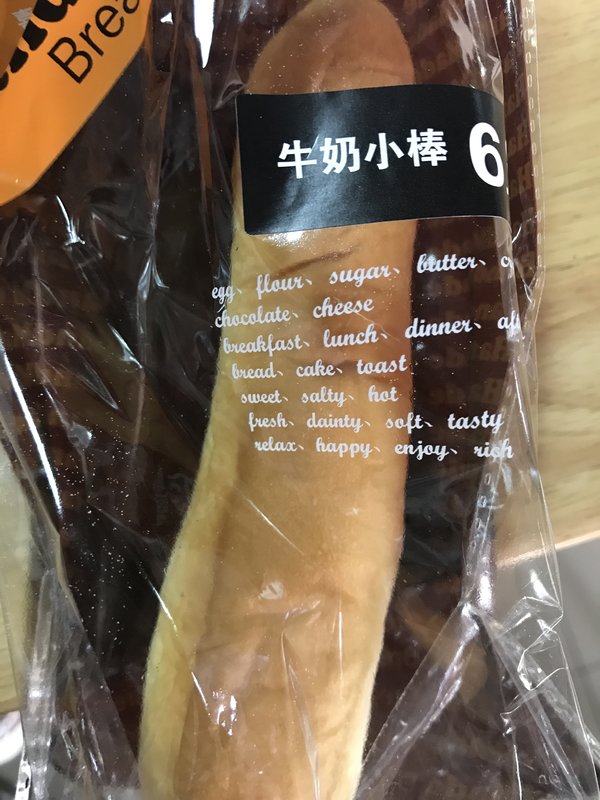 Brea
牛奶小棒 6
egg、flour、sugar、butter、
chocolate、cheese
breakfast、lunch、dinner、af
bread、cake、toast
sweet、salty、hot
fresh、dainty、soft、tasty
relax、happy、enjoy、rich